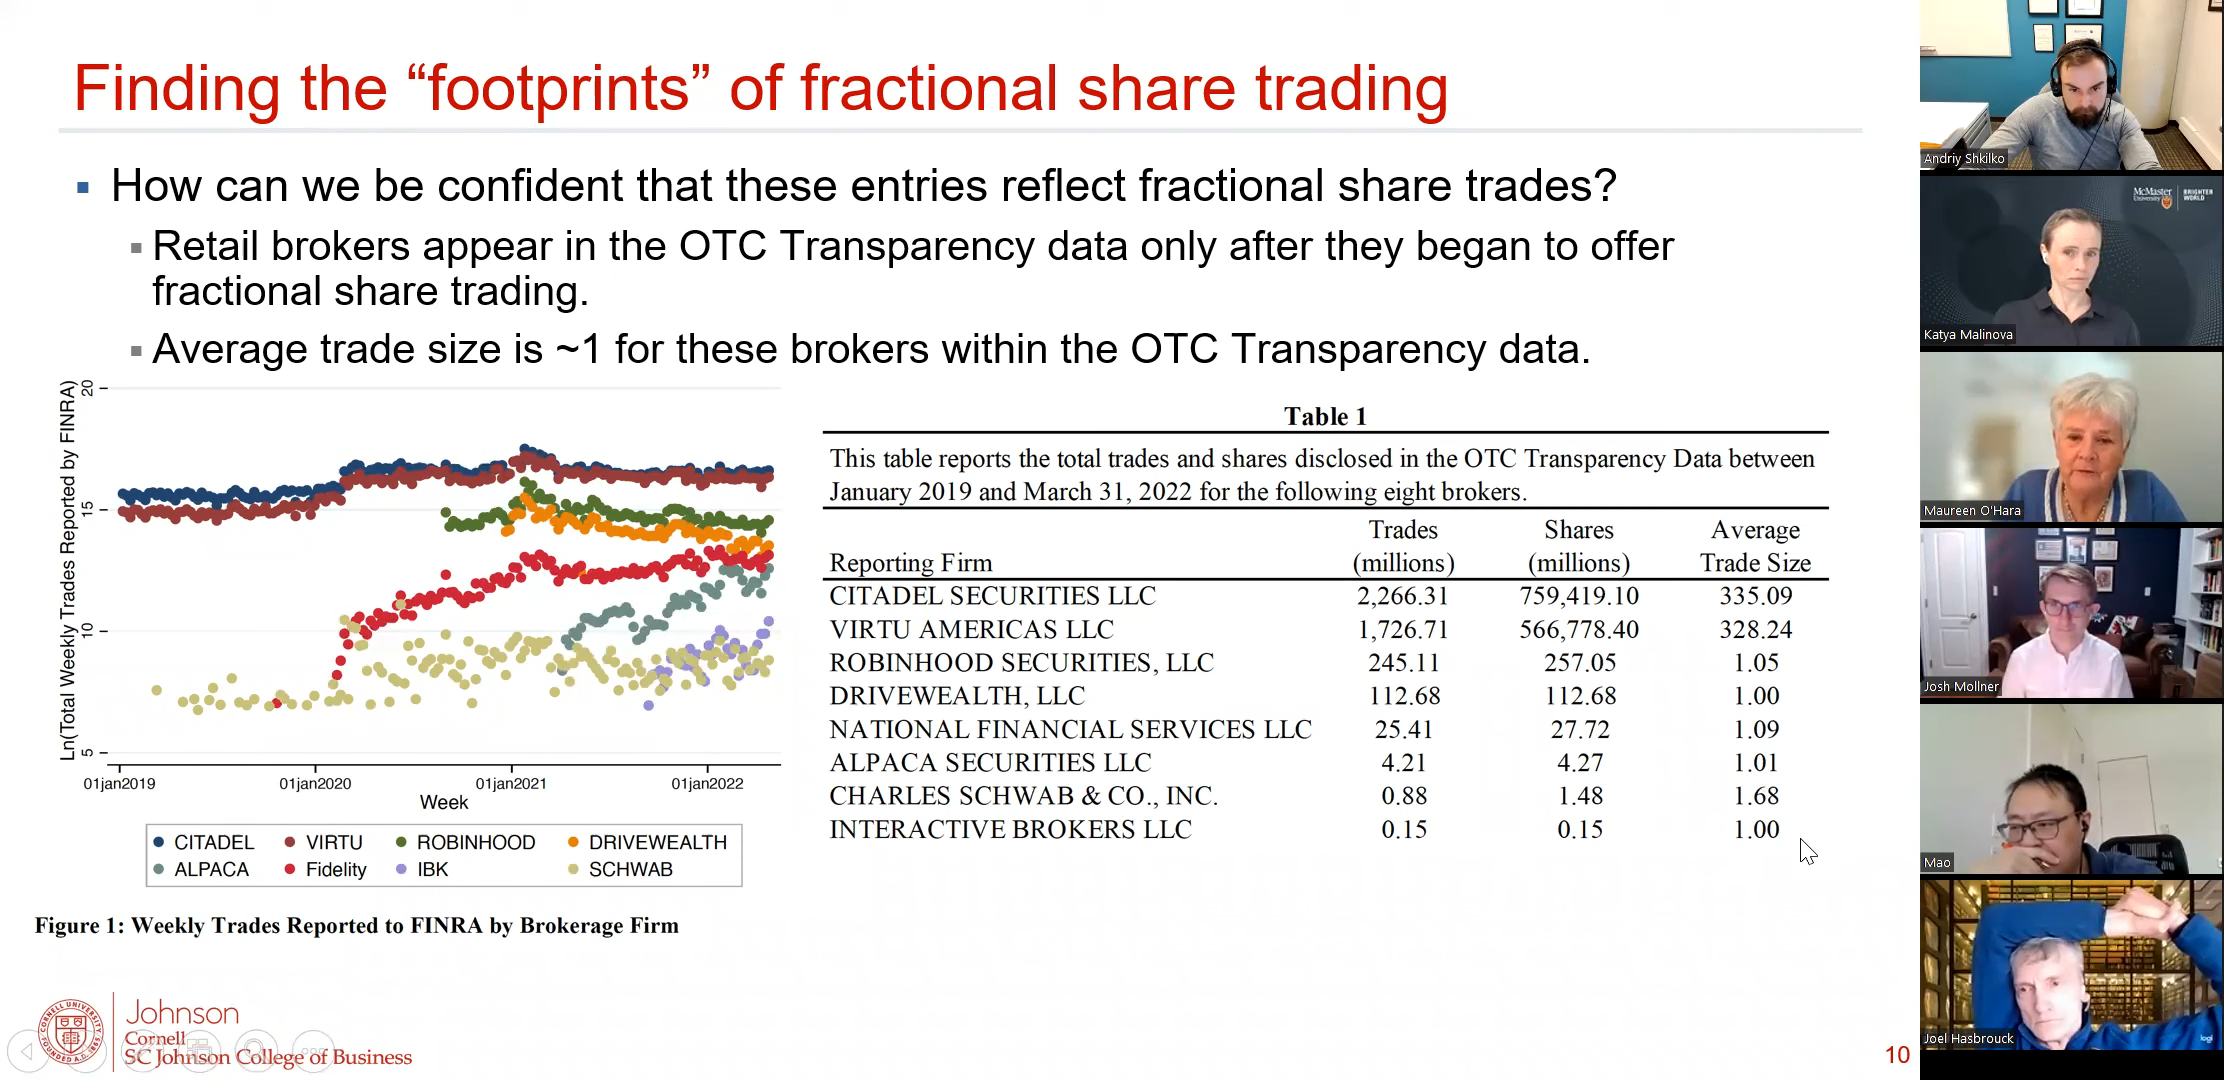 Finding the “footprints” of fractional share trading
How can we be confident that these entries reflect fractional share trades?
Retail brokers appear in the OTC Transparency data only after they began to offer
fractional share trading.
Average trade size is ~1 for these brokers within the OTC Transparency data.
Ln(Total Weekly Trades Reported by FINRA)
20
15
10
5
01jan2019 01jan2020 01jan2021 01jan2022
Week
CITADEL VIRTU ROBINHOOD DRIVEWEALTH
ALPACA Fidelity IBK SCHWAB
Figure 1: Weekly Trades Reported to FINRA by Brokerage Firm
Table 1
This table reports the total trades and shares disclosed in the OTC Transparency Data between
January 2019 and March 31, 2022 for the following eight brokers.
Trades Shares Average
Reporting Firm (millions) (millions) Trade Size
CITADEL SECURITIES LLC 2,266.31 759,419.10 335.09
VIRTU AMERICAS LLC 1,726.71 566,778.40 328.24
ROBINHOOD SECURITIES, LLC 245.11 257.05 1.05
DRIVEWEALTH, LLC 112.68 112.68 1.00
NATIONAL FINANCIAL SERVICES LLC 25.41 27.72 1.09
ALPACA SECURITIES LLC 4.21 4.27 1.01
CHARLES SCHWAB & CO., INC. 0.88 1.48 1.68
INTERACTIVE BROKERS LLC 0.15 0.15 1.00
Johnson
Cornell
SC Johnson College of Business
10
Andriy Shkilko
McMaster
University
BRIGHTER
WORLD
Katya Malinova
Maureen O'Hara
Josh Mollner
Mao
Joel Hasbrouck
logi